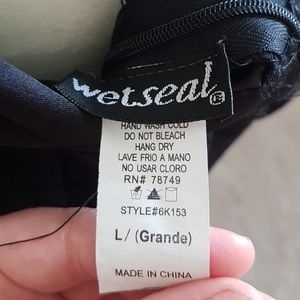 wetseal
HAND WASH COLD
DO NOT BLEACH
HANG DRY
LAVE FRIO A MANO
NO USAR CLORO
RN# 78749
STYLE#6K153
L/ (Grande)
MADE IN CHINA